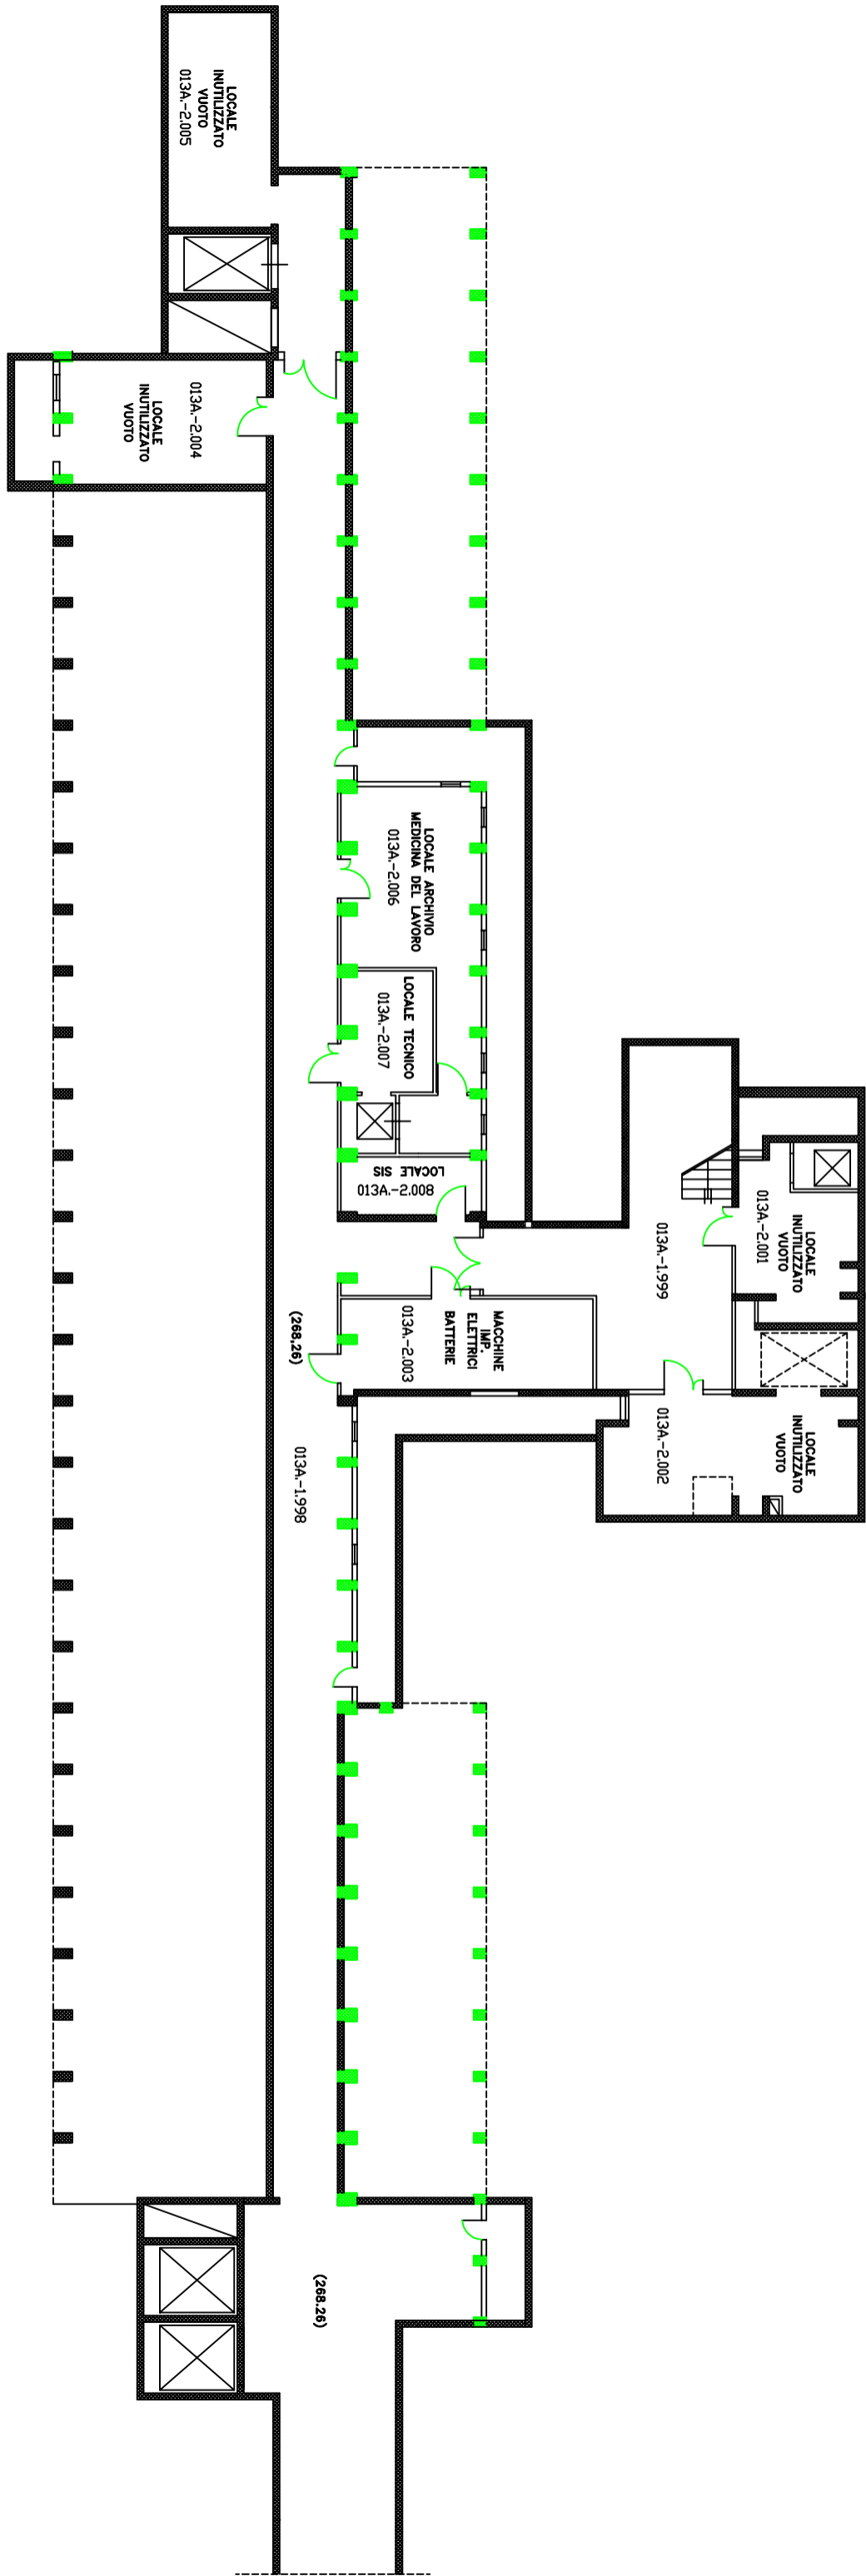 LOCALE
INUTILIZZATO
VUOTO
013A.-2.005
013A.-2.004
LOCALE
INUTILIZZATO
VUOTO
LOCALE ARCHIVIO
MEDICINA DEL LAVORO
013A.-2.006
LOCALE TECNICO
013A.-2.007
LOCALE SIS
013A.-2.008
013A.-1.999
LOCALE
INUTILIZZATO
VUOTO
013A.-2.001
MACCHINE
IMP.
ELETTRICI
BATTERIE
013A.-2.003
(268,26)
LOCALE
INUTILIZZATO
VUOTO
013A.-2.002
013A.-1.998
(268.26)